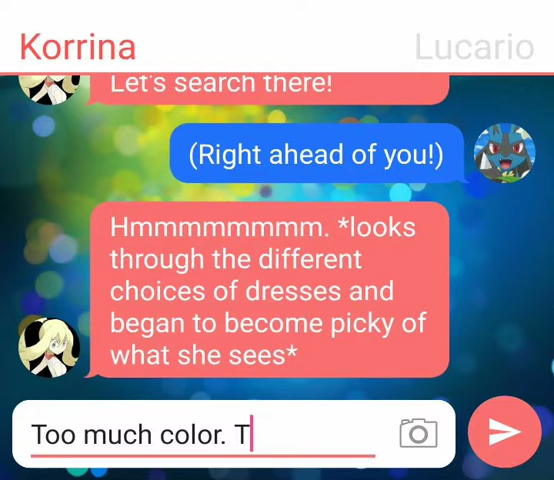 Korrina
Lucario
Let's search there!
(Right ahead of you!)
Hmmmmmmmm. *looks
through the different
choices of dresses and
began to become picky of
what she sees*
Too much color. T